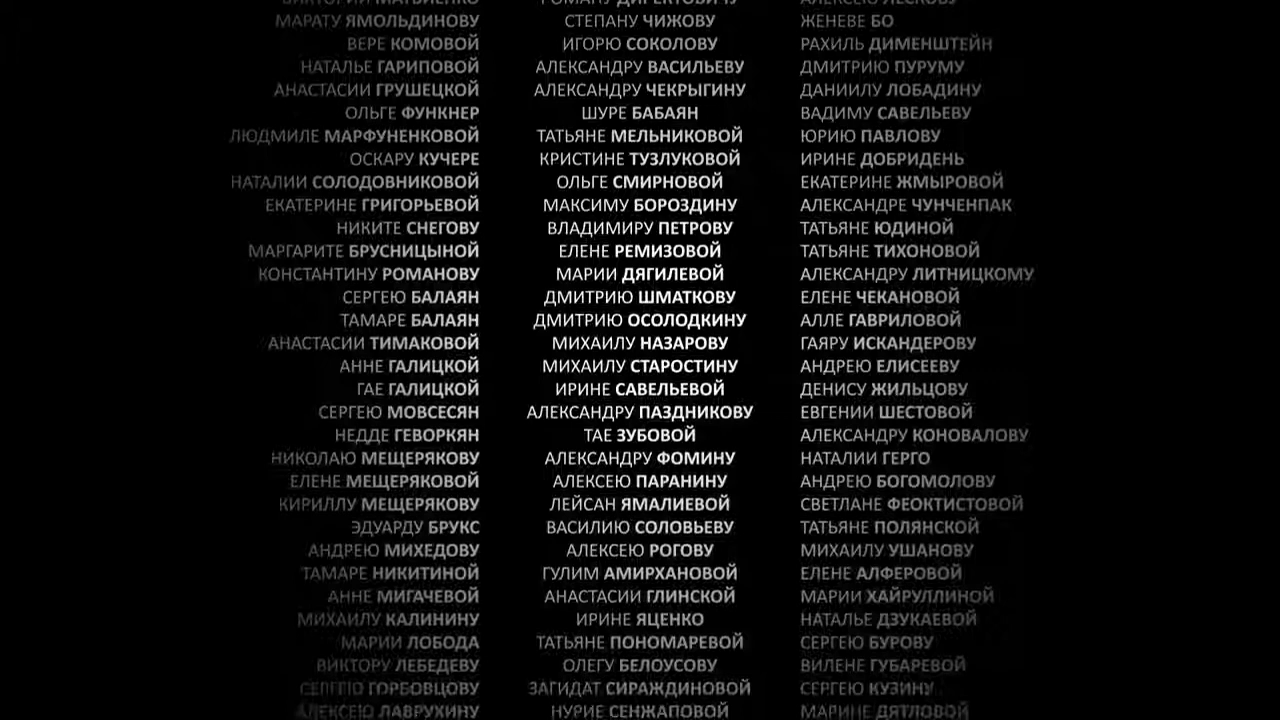 МАРАТУ ЯМОЛЬДИНОВУ
ВЕРЕ КОМОВОЙ
НАТАЛЬЕ ГАРИПОВОЙ
АНАСТАСИИ ГРУШЕЦКОЙ
ОЛЬГЕ ФУНКНЕР
ЛЮДМИЛЕ МАРФУНЕНКОВОЙ
ОСКАРУ КУЧЕРЕ
НАТАЛИИ СОЛОДОВНИКОВОЙ
ЕКАТЕРИНЕ ГРИГОРЬЕВОЙ
НИКИТЕ СНЕГОВУ
МАРГАРИТЕ БРУСНИЦЫНОЙ
КОНСТАНТИНУ РОМАНОВУ
СЕРГЕЮ БАЛАЯН
ТАМАРЕ БАЛАЯН
АНАСТАСИИ ТИМАКОВОЙ
АННЕ ГАЛИЦКОЙ
ГАЕ ГАЛИЦКОЙ
СЕРГЕЮ МОВСЕСЯН
НЕДДЕ ГЕВОРКЯН
НИКОЛАЮ МЕЩЕРЯКОВУ
ЕЛЕНЕ МЕЩЕРЯКОВОЙ
КИРИЛЛУ МЕЩЕРЯКОВУ
ЭДУАРДУ БРУКС
АНДРЕЮ МИХЕДОВУ
ТАМАРЕ НИКИТИНОЙ
АННЕ МИГАЧЕВОЙ
МИХАИЛУ КАЛИНИНУ
МАРИИ ЛОБОДА
ВИКТОРУ ЛЕБЕДЕВУ
СЕРГЕЮ ГОРБОВЦОВУ
АЛЕКСЕЮ ЛАВРУХИНУ
СТЕПАНУ ЧИЖОВУ
ИГОРЮ СОКОЛОВУ
АЛЕКСАНДРУ ВАСИЛЬЕВУ
АЛЕКСАНДРУ ЧЕКРЫГИНУ
ШУРЕ БАБАЯН
ТАТЬЯНЕ МЕЛЬНИКОВОЙ
КРИСТИНЕ ТУЗЛУКОВОЙ
ОЛЬГЕ СМИРНОВОЙ
МАКСИМУ БОРОЗДИНУ
ВЛАДИМИРУ ПЕТРОВУ
ЕЛЕНЕ РЕМИЗОВОЙ
МАРИИ ДЯГИЛЕВОЙ
ДМИТРИЮ ШМАТКОВУ
ДМИТРИЮ ОСОЛОДКИНУ
МИХАИЛУ НАЗАРОВУ
МИХАИЛУ СТАРОСТИНУ
ИРИНЕ САВЕЛЬЕВОЙ
АЛЕКСАНДРУ ПАЗДНИКОВУ
ТАЕ ЗУБОВОЙ
АЛЕКСАНДРУ ФОМИНУ
АЛЕКСЕЮ ПАРАНИНУ
ЛЕЙСАН ЯМАЛИЕВОЙ
ВАСИЛИЮ СОЛОВЬЕВУ
АЛЕКСЕЮ РОГОВУ
ГУЛИМ АМИРХАНОВОЙ
АНАСТАСИИ ГЛИНСКОЙ
ИРИНЕ ЯЦЕНКО
ТАТЬЯНЕ ПОНОМАРЕВОЙ
ОЛЕГУ БЕЛОУСОВУ
ЗАГИДАТ СИРАЖДИНОВОЙ
НУРИЕ СЕНЖАПОВОЙ
ЖЕНЕВЕ БО
РАХИЛЬ ДИМЕНШТЕЙН
ДМИТРИЮ ПУРУМУ
ДАНИИЛУ ЛОБАДИНУ
ВАДИМУ САВЕЛЬЕВУ
ЮРИЮ ПАВЛОВУ
ИРИНЕ ДОБРИДЕНЬ
ЕКАТЕРИНЕ ЖМЫРОВОЙ
АЛЕКСАНДРЕ ЧУНЧЕНПАК
ТАТЬЯНЕ ЮДИНОЙ
ТАТЬЯНЕ ТИХОНОВОЙ
АЛЕКСАНДРУ ЛИТНИЦКОМУ
ЕЛЕНЕ ЧЕКАНОВОЙ
АЛЛЕ ГАВРИЛОВОЙ
ГАЯРУ ИСКАНДЕРОВУ
АНДРЕЮ ЕЛИСЕЕВУ
ДЕНИСУ ЖИЛЬЦОВУ
ЕВГЕНИИ ШЕСТОВОЙ
АЛЕКСАНДРУ КОНОВАЛОВУ
НАТАЛИИ ГЕРГО
АНДРЕЮ БОГОМОЛОВУ
СВЕТЛАНЕ ФЕОКТИСТОВОЙ
ТАТЬЯНЕ ПОЛЯНСКОЙ
МИХАИЛУ УШАНОВУ
ЕЛЕНЕ АЛФЕРОВОЙ
МАРИИ ХАЙРУЛЛИНОЙ
НАТАЛЬЕ ДЗУКАЕВОЙ
СЕРГЕЮ БУРОВУ
ВИЛЕНЕ ГУБАРЕВОЙ
СЕРГЕЮ КУЗИНУ
МАРИНЕ ДЯТЛОВОЙ